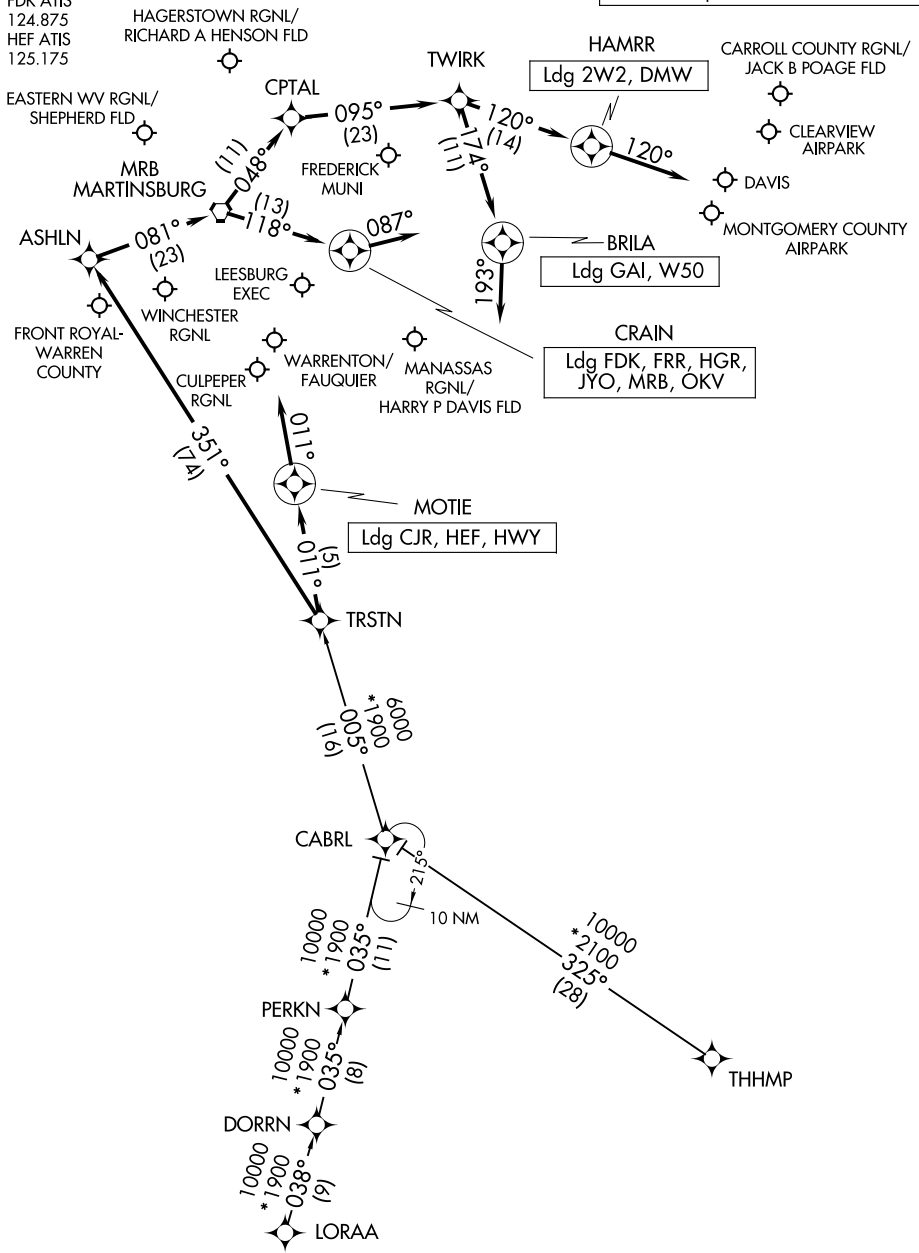 FDK ATIS
124.875
HEF ATIS
125.175
HAGERSTOWN RGNL/
RICHARD A HENSON FLD
EASTERN WV RGNL/
SHEPHERD FLD
CPTAL
TWIRK
HAMRR
Ldg 2W2, DMW
CARROLL COUNTY RGNL/
JACK B POAGE FLD
CLEARVIEW
AIRPARK
DAVIS
MONTGOMERY COUNTY
AIRPARK
095°
(23)
120°
(14)
120°
174°
(11)
(11)
048°
FREDERICK
MUNI
MRB
MARTINSBURG
(13)
118°
087°
ASHLN
081°
(23)
BRILA
Ldg GAI, W50
193°
LEESBURG
EXEC
WINCHESTER
RGNL
FRONT ROYAL-
WARREN
COUNTY
CRAIN
Ldg FDK, FRR, HGR,
JYO, MRB, OKV
WARRENTON/
FAUQUIER
CULPEPER
RGNL
MANASSAS
RGNL/
HARRY P DAVIS FLD
011°
351°
(74)
MOTIE
Ldg CJR, HEF, HWY
(5)
011°
TRSTN
6000
*1900
005°
(16)
CABRL
215°
10 NM
10000
*1900
035°
(11)
10000
*2100
325°
(28)
PERKN
THHMP
10000
*1900
035°
(8)
DORRN
10000
*1900
038°
(9)
LORAA